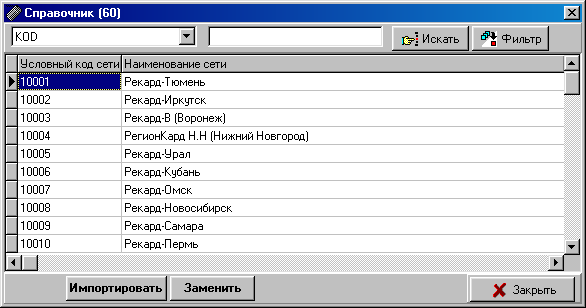 Справочник (60)
KOD Искать Фильтр
Условный код сети Наименование сети
10001 Рекард-Тюмень
10002 Рекард-Иркутск
10003 Рекард-В (Воронеж)
10004 РегионКард Н.Н (Нижний Новгород)
10005 Рекард-Урал
10006 Рекард-Кубань
10007 Рекард-Омск
10008 Рекард-Новосибирск
10009 Рекард-Самара
10010 Рекард-Пермь
Импортировать Заменить Закрыть